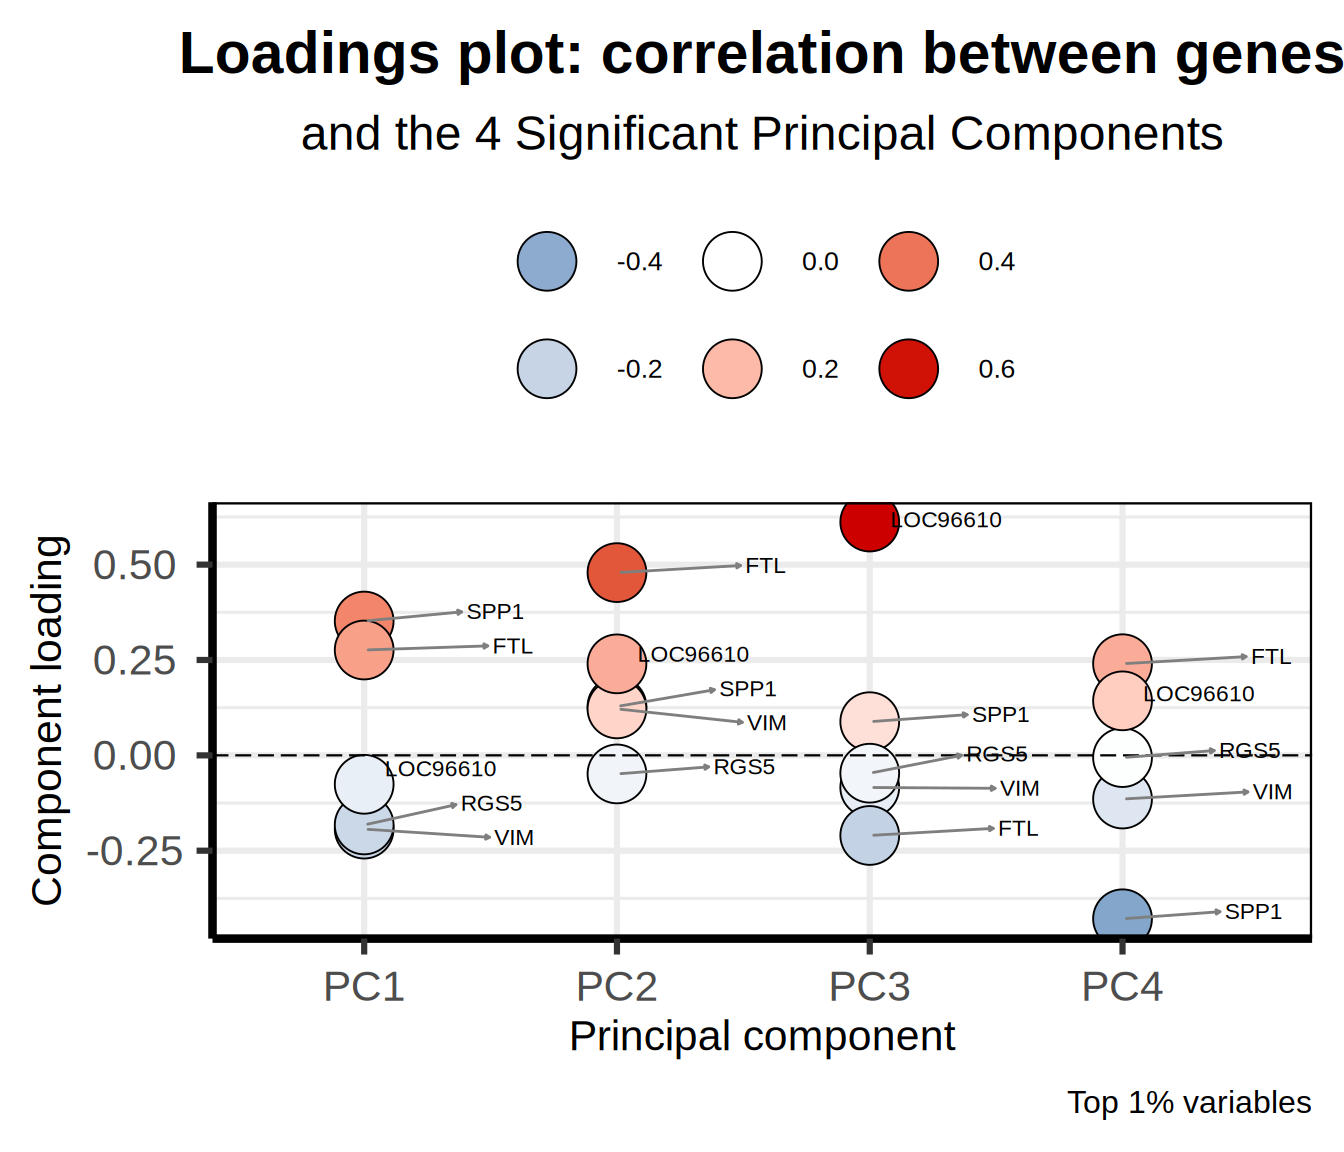 Loadings plot: correlation between genes
and the 4 Significant Principal Components
-0.4 0.0 0.4
-0.2 0.2 0.6
Component loading
0.50
0.25
0.00
-0.25
SPP1
FTL
LOC96610
RGS5
VIM
FTL
LOC96610
SPP1
VIM
RGS5
LOC96610
SPP1
RGS5
VIM
FTL
FTL
LOC96610
RGS5
VIM
SPP1
PC1 PC2 PC3 PC4
Principal component
Top 1% variables